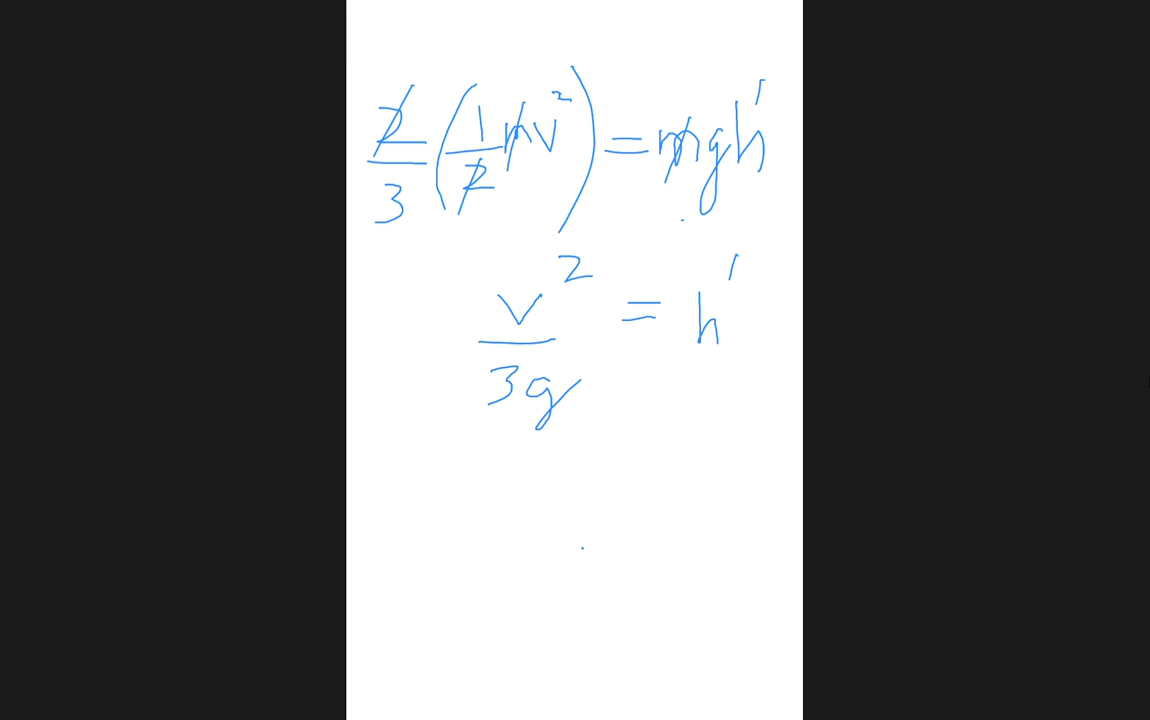 2/3 (1/2 mv²) = mgh'
v²/3g = h'